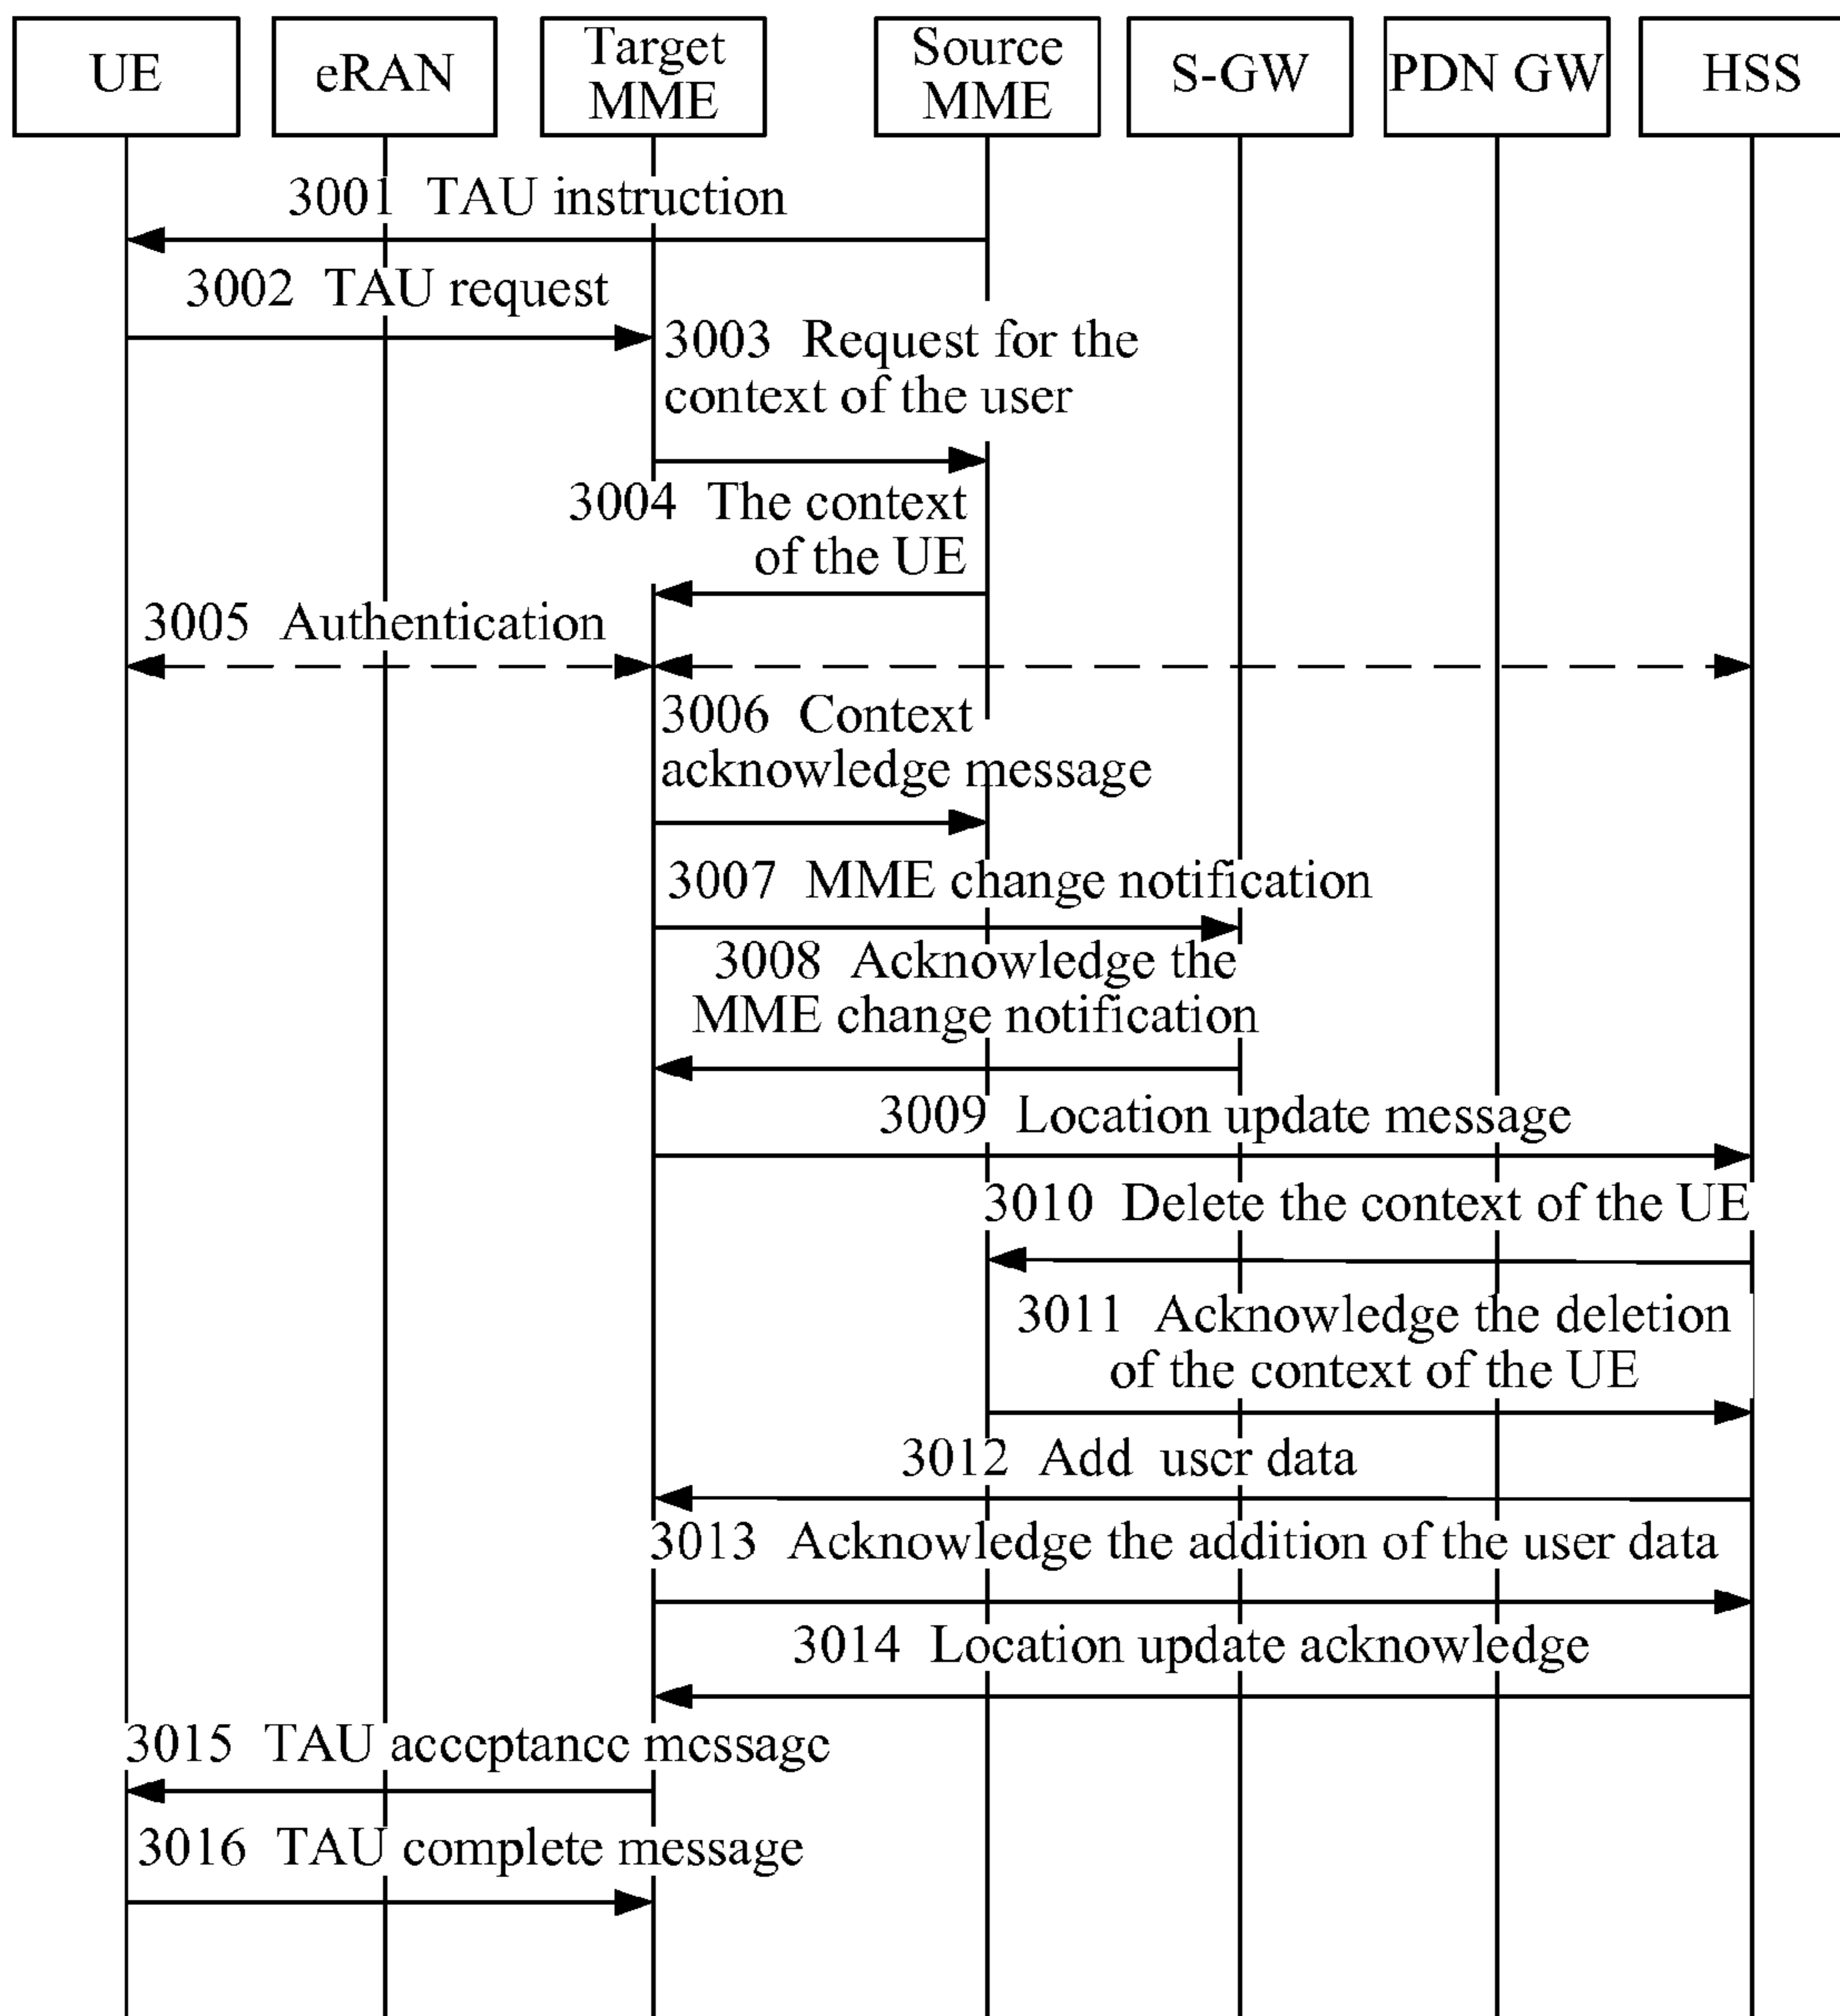 UE
eRAN
Target
MME
Source
MME
S-GW
PDN GW
HSS
3001 TAU instruction
3002 TAU request
3003 Request for the
context of the user
3004 The context
of the UE
3005 Authentication
3006 Context
acknowledge message
3007 MME change notification
3008 Acknowledge the
MME change notification
3009 Location update message
3010 Delete the context of the UE
3011 Acknowledge the deletion
of the context of the UE
3012 Add user data
3013 Acknowledge the addition of the user data
3014 Location update acknowledge
3015 TAU acceptance message
3016 TAU complete message